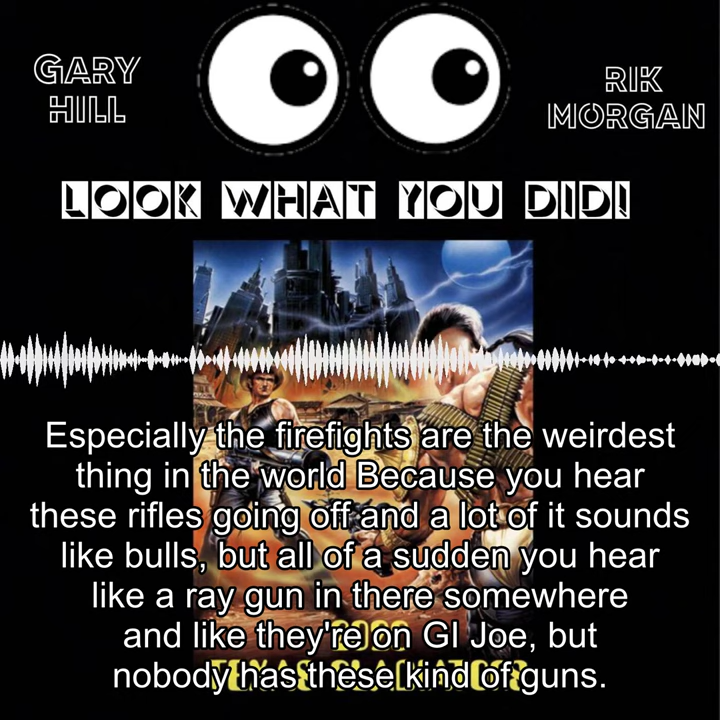 GARY
HILL
RIK
MORGAN
LOOK WHAT YOU DID!
Especially the firefights are the weirdest
thing in the world Because you hear
these rifles going off and a lot of it sounds
like bulls, but all of a sudden you hear
like a ray gun in there somewhere
and like they're on GI Joe, but
nobody has these kind of guns.
TEXAS GLADIATORS